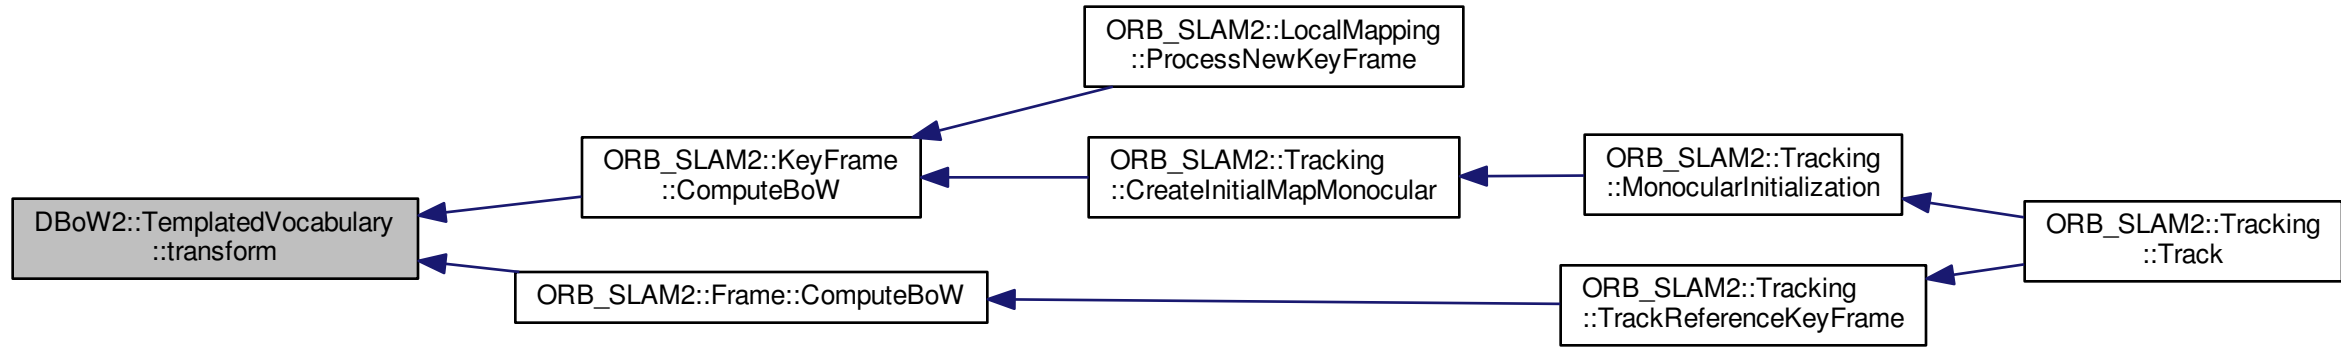 ORB_SLAM2::LocalMapping
::ProcessNewKeyFrame
ORB_SLAM2::KeyFrame
::ComputeBoW
ORB_SLAM2::Tracking
::CreateInitialMapMonocular
ORB_SLAM2::Tracking
::MonocularInitialization
DBoW2::TemplatedVocabulary
::transform
ORB_SLAM2::Tracking
::Track
ORB_SLAM2::Frame::ComputeBoW
ORB_SLAM2::Tracking
::TrackReferenceKeyFrame